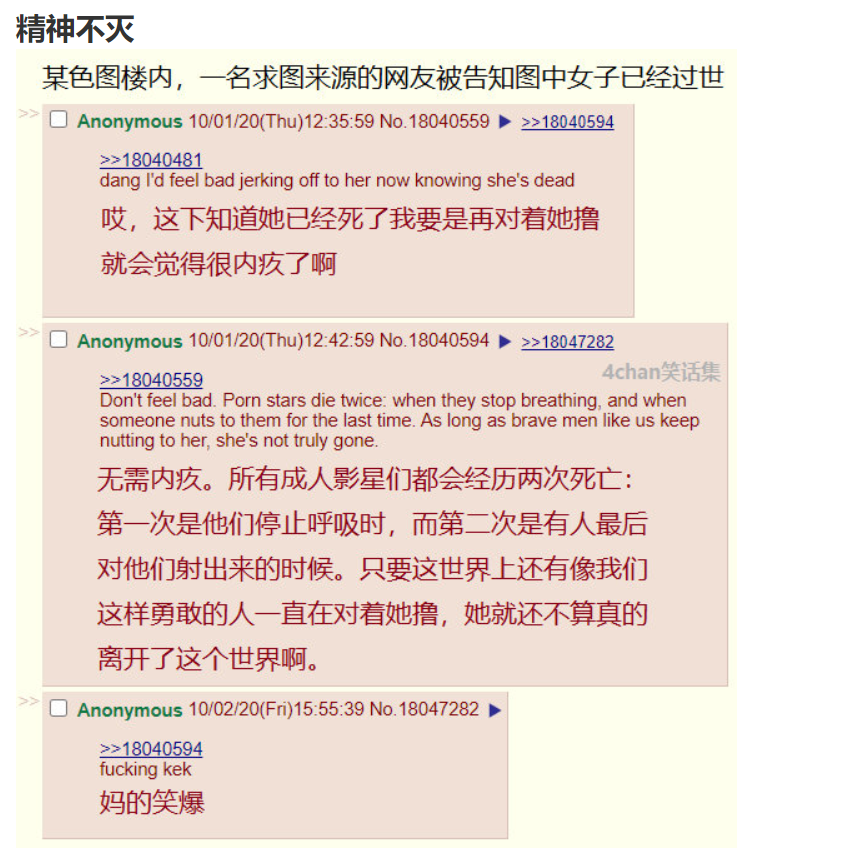 精神不灭
某色图楼内，一名求图来源的网友被告知图中女子已经过世
>> Anonymous 10/01/20(Thu)12:35:59 No.18040559 ▶ >>18040594
>>18040481
dang I'd feel bad jerking off to her now knowing she's dead
哎，这下知道她已经死了我要是再对着她撸
就会觉得很内疚了啊
>> Anonymous 10/01/20(Thu)12:42:59 No.18040594 ▶ >>18047282
4chan笑话集
>>18040559
Don't feel bad. Porn stars die twice: when they stop breathing, and when
someone nuts to them for the last time. As long as brave men like us keep
nutting to her, she's not truly gone.
无需内疚。所有成人影星们都会经历两次死亡：
第一次是他们停止呼吸时，而第二次是有人最后
对他们射出来的时候。只要这世界上还有像我们
这样勇敢的人一直在对着她撸，她就还不算真的
离开了这个世界啊。
>> Anonymous 10/02/20(Fri)15:55:39 No.18047282 ▶
>>18040594
fucking kek
妈的笑爆